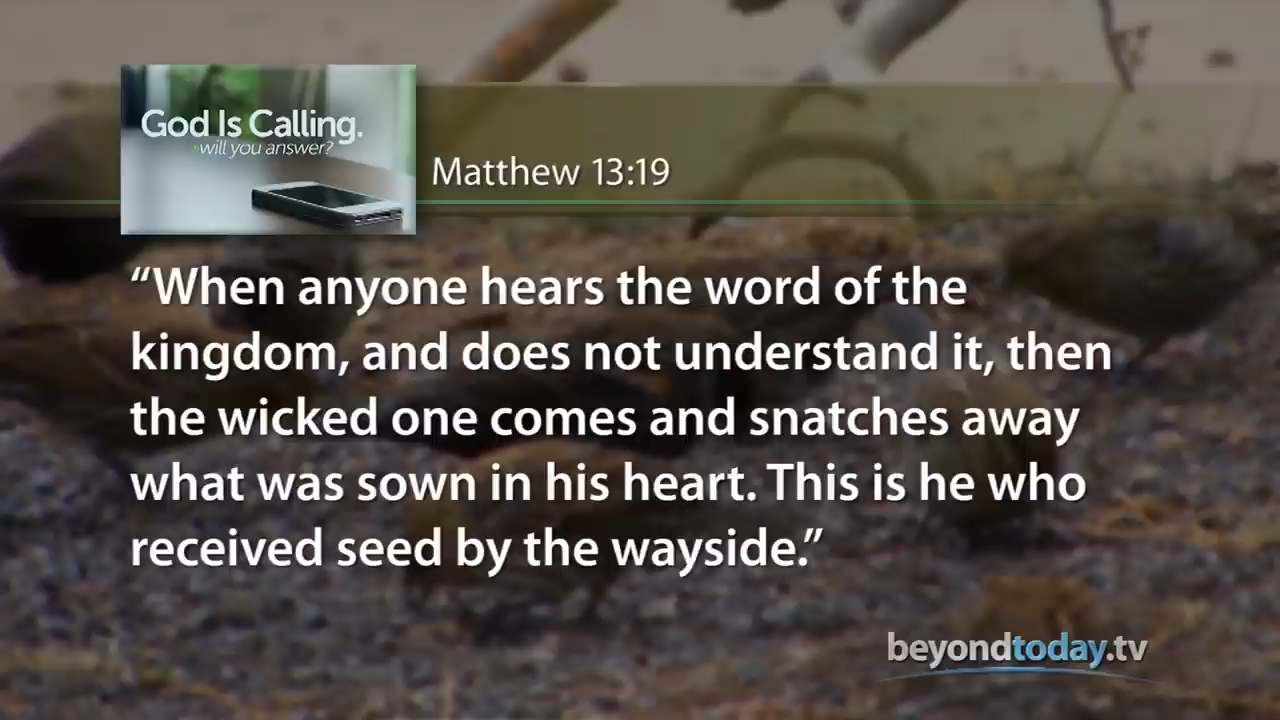 God Is Calling.
will you answer?
Matthew 13:19
“When anyone hears the word of the
kingdom, and does not understand it, then
the wicked one comes and snatches away
what was sown in his heart. This is he who
received seed by the wayside.”
beyondtoday.tv